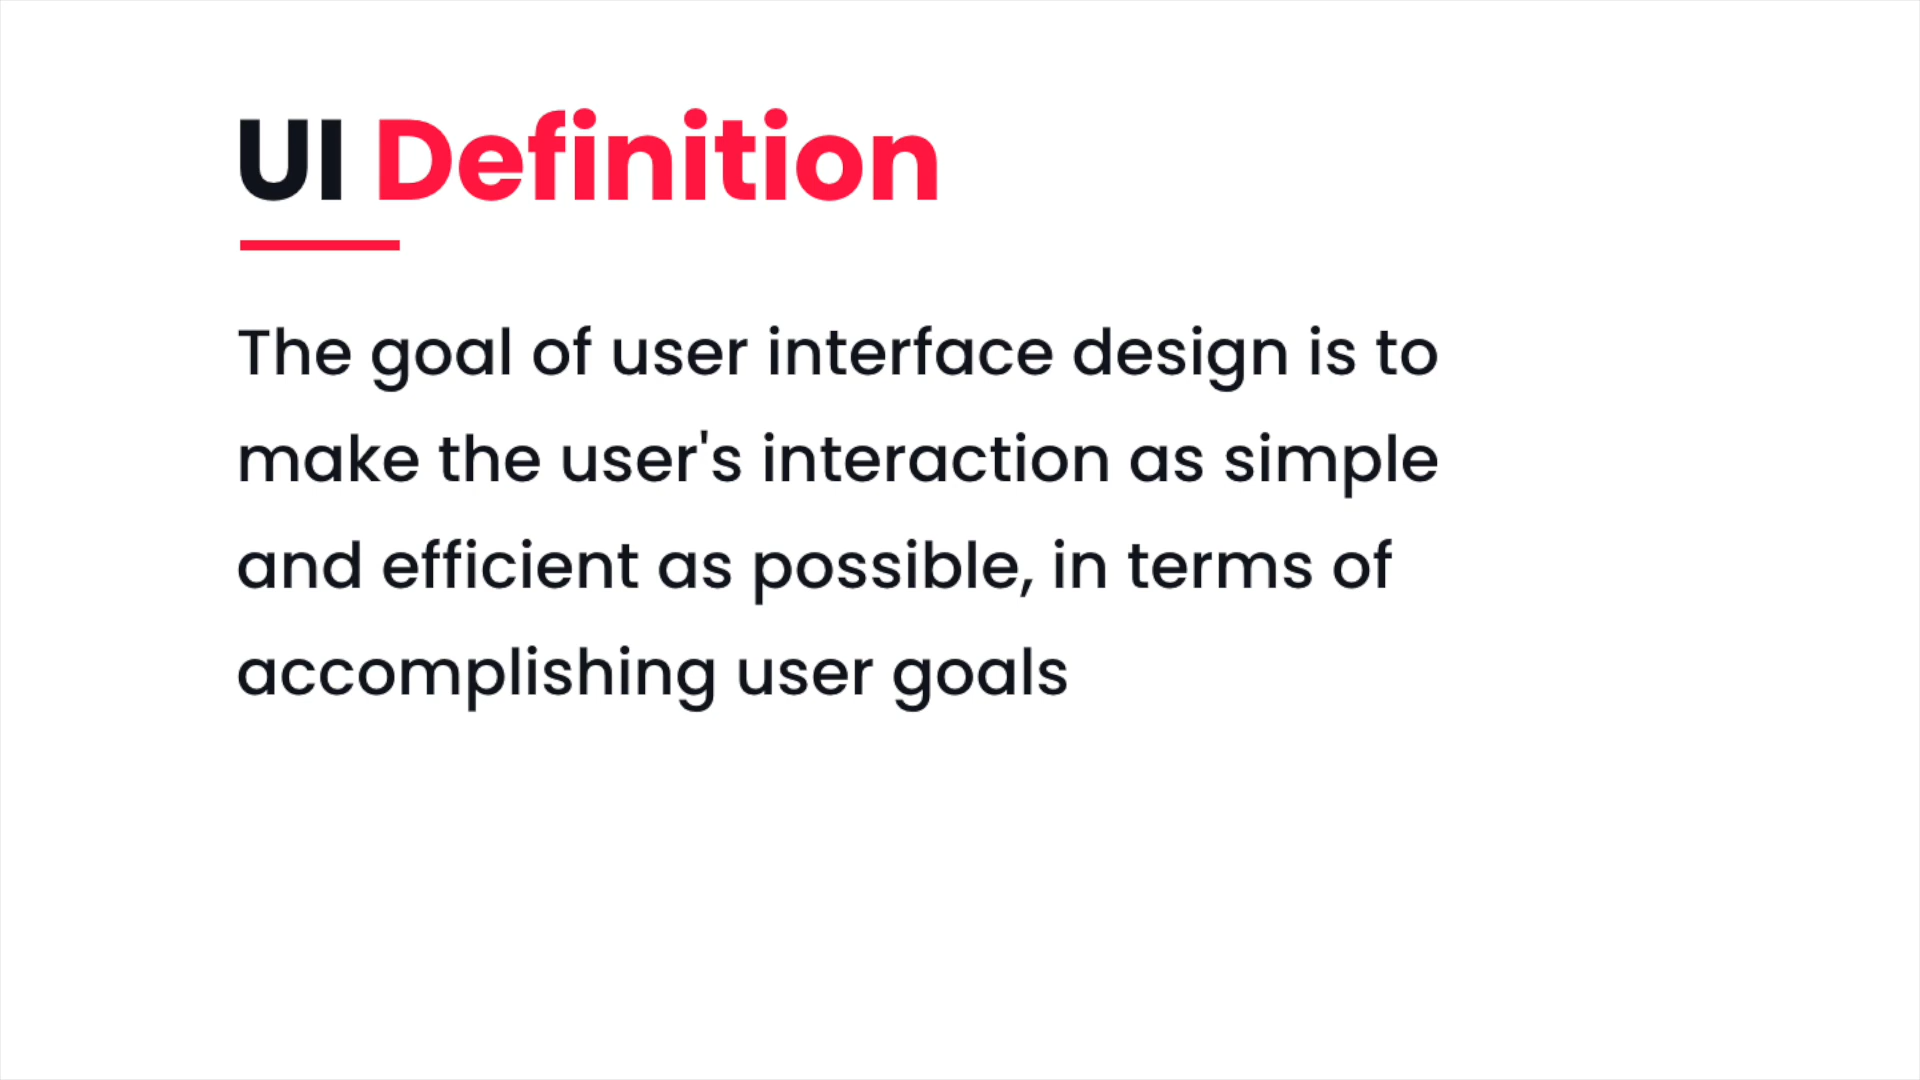 UI Definition
The goal of user interface design is to
make the user's interaction as simple
and efficient as possible, in terms of
accomplishing user goals